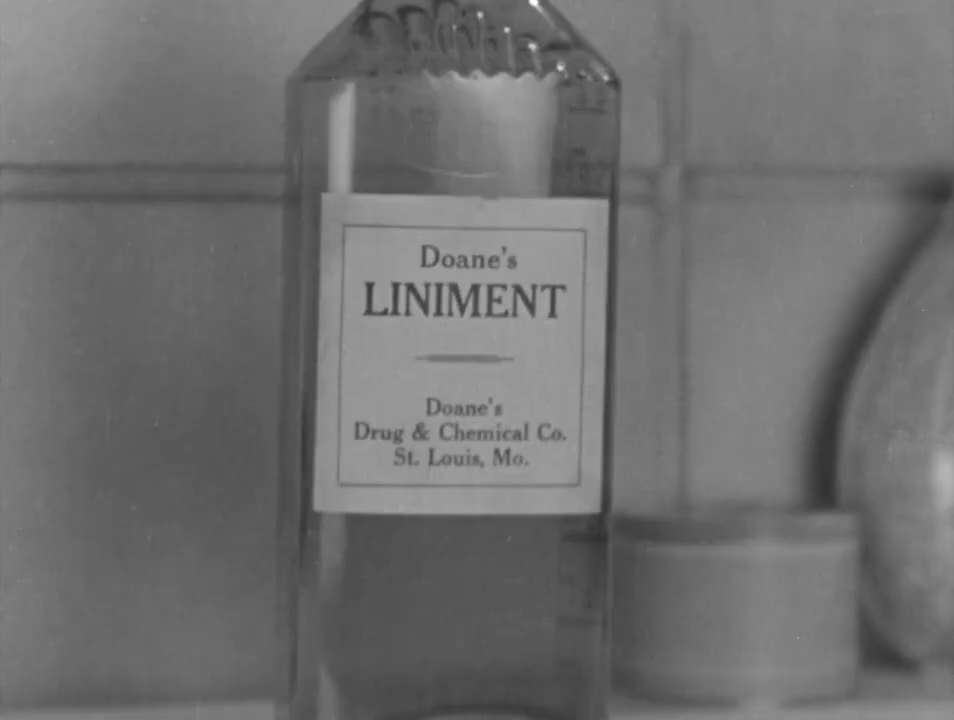 Doane's
LINIMENT
Doane's
Drug & Chemical Co.
St. Louis, Mo.